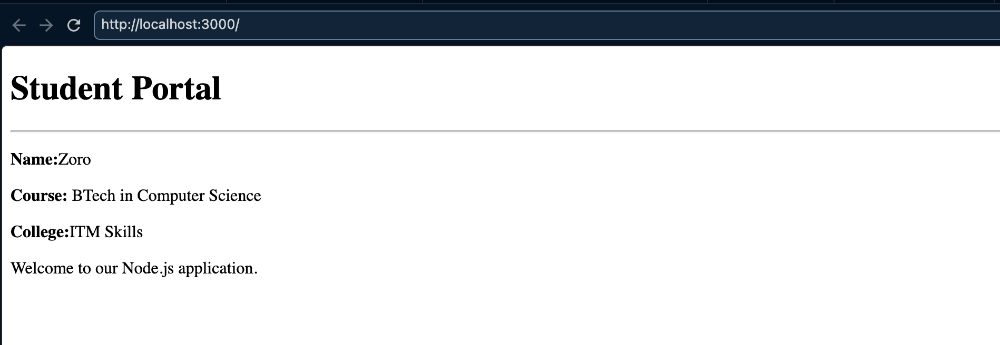 http://localhost:3000/
Student Portal
Name:Zoro
Course: BTech in Computer Science
College:ITM Skills
Welcome to our Node.js application.